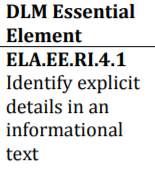 DLM Essential
Element
ELA.EE.RI.4.1
Identify explicit
details in an
informational
text